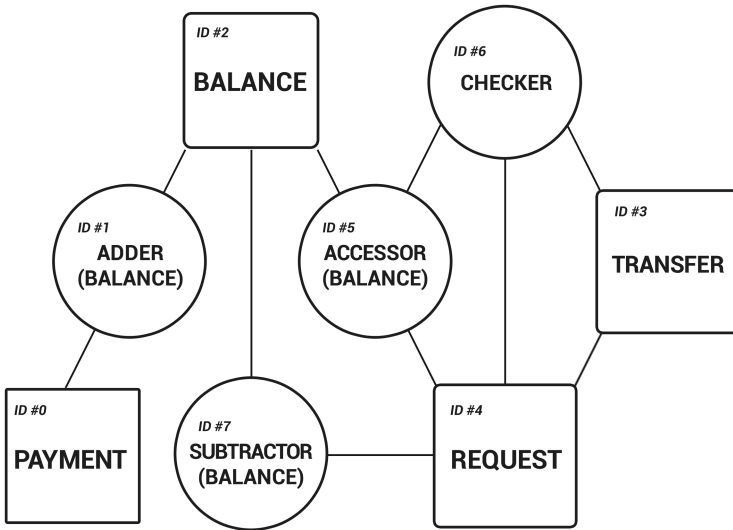 ID #2
BALANCE
ID #6
CHECKER
ID #1
ADDER
(BALANCE)
ID #5
ACCESSOR
(BALANCE)
ID #3
TRANSFER
ID #0
PAYMENT
ID #7
SUBTRACTOR
(BALANCE)
ID #4
REQUEST